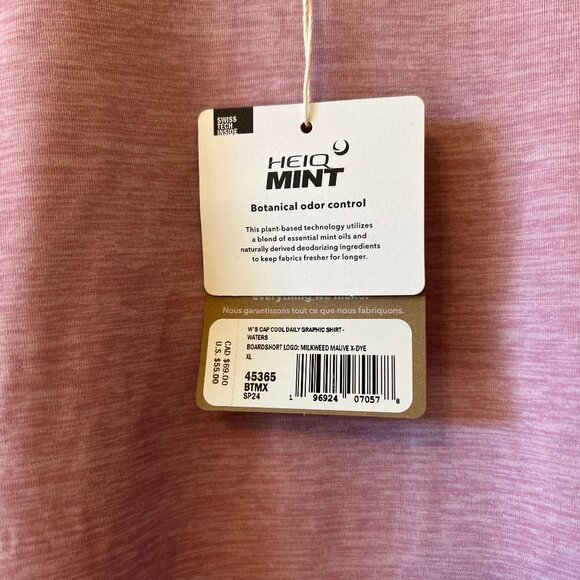 SWISS
TECH
INSIDE
HEIQ
MINT
Botanical odor control
This plant-based technology utilizes
a blend of essential mint oils and
naturally derived deodorizing ingredients
to keep fabrics fresher for longer.
everything we make.
Nous garantissons tout ce que nous fabriquons.
CAD $69.00
U.S. $55.00
W'S CAP COOL DAILY GRAPHIC SHIRT -
WATERS
BOARDSHORT LOGO: MILKWEED MAUVE X-DYE
XL
45365
BTMX
SP24
1 96924 07057 8